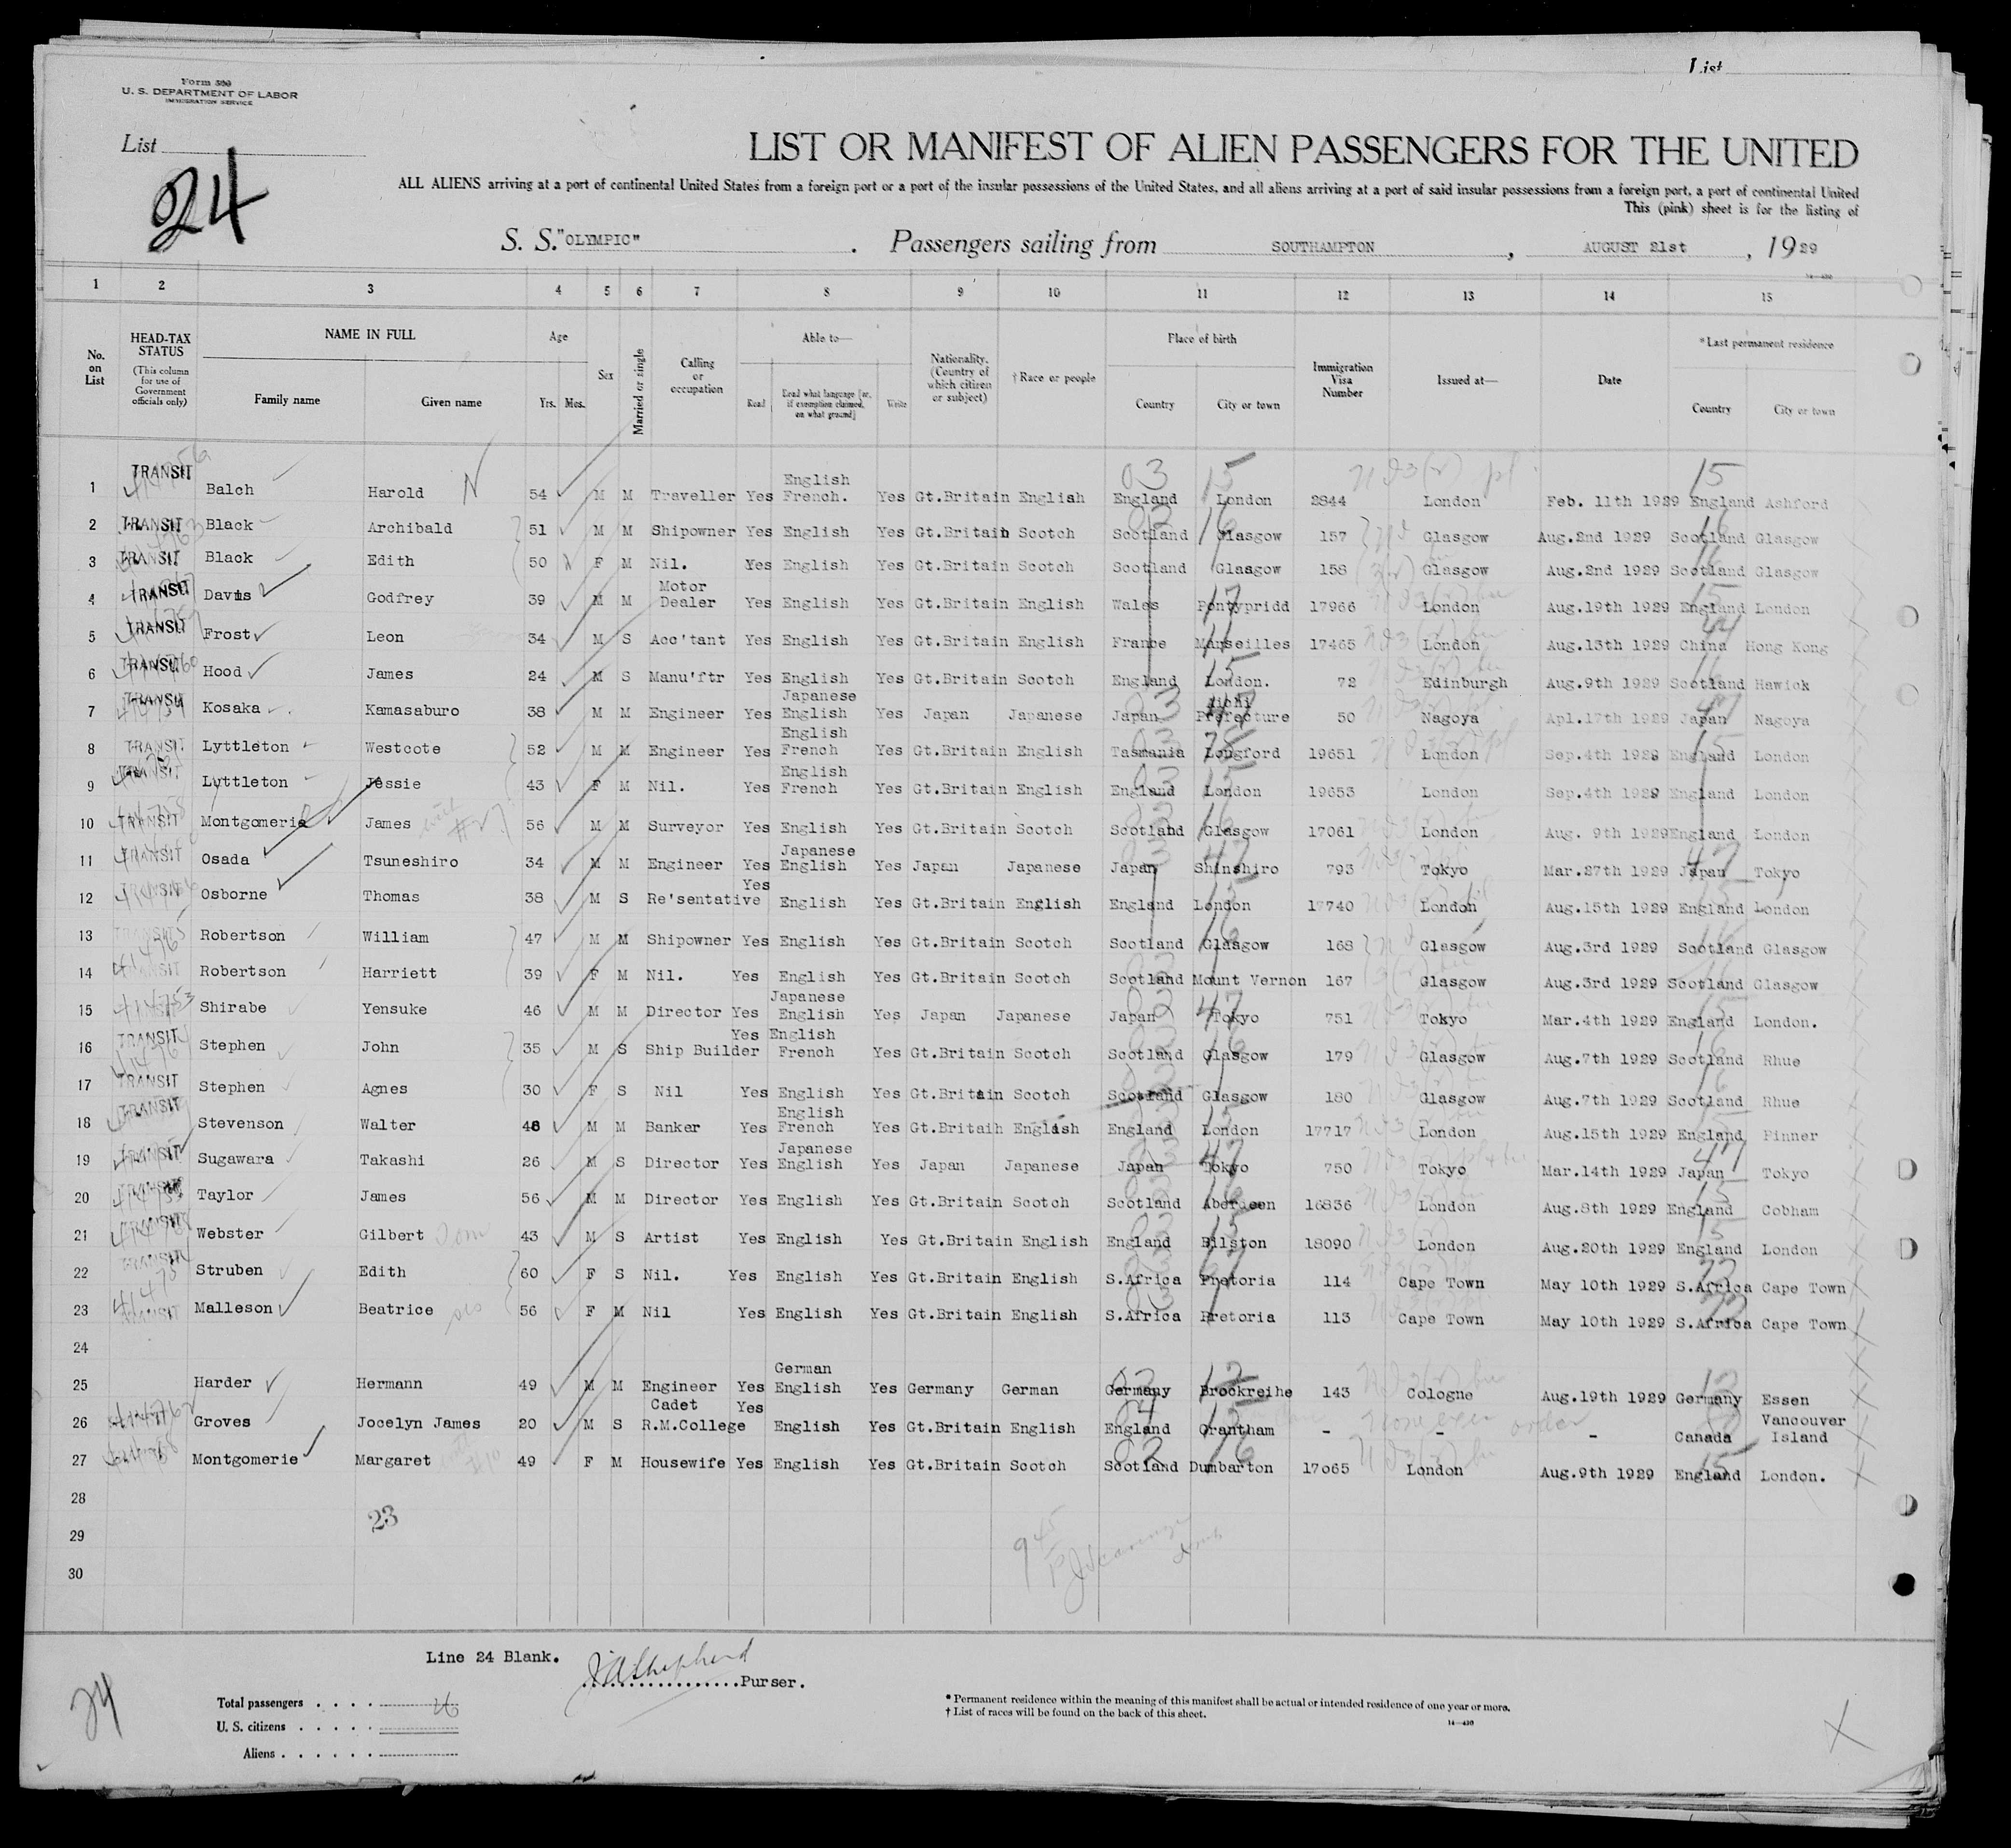 List
Form 500
U. S. DEPARTMENT OF LABOR
IMMIGRATION SERVICE
List
24
LIST OR MANIFEST OF ALIEN PASSENGERS FOR THE UNITED
ALL ALIENS arriving at a port of continental United States from a foreign port or a port of the insular possessions of the United States, and all aliens arriving at a port of said insular possessions from a foreign port, a port of continental United
This (pink) sheet is for the listing of
S. S. "OLYMPIC" . Passengers sailing from SOUTHAMPTON , AUGUST 21st , 1929
1 2 3 4 5 6 7 8 9 10 11 12 13 14 15
No. on List
HEAD-TAX STATUS (This column for use of Government officials only)
NAME IN FULL
Family name Given name
Age
Yrs. Mos.
Sex
Married or single
Calling or occupation
Able to—
Read Read what language [or, if exemption claimed, on what ground] Write
Nationality. (Country of which citizen or subject)
† Race or people
Place of birth
Country City or town
Immigration Visa Number
Issued at—
Date
*Last permanent residence
Country City or town
1 TRANSIT Balch Harold 54 M M Traveller Yes English French. Yes Gt.Britain English England London 2844 London Feb. 11th 1929 England Ashford
2 TRANSIT Black Archibald 51 M M Shipowner Yes English Yes Gt.Britain Scotch Scotland Glasgow 157 Glasgow Aug.2nd 1929 Scotland Glasgow
3 TRANSIT Black Edith 50 F M Nil. Yes English Yes Gt.Britain Scotch Scotland Glasgow 158 Glasgow Aug.2nd 1929 Scotland Glasgow
4 TRANSIT Davis Godfrey 39 M M Motor Dealer Yes English Yes Gt.Britain English Wales Pontypridd 17966 London Aug.19th 1929 England London
5 TRANSIT Frost Leon 34 M S Acc'tant Yes English Yes Gt.Britain English France Marseilles 17465 London Aug.13th 1929 China Hong Kong
6 TRANSIT Hood James 24 M S Manu'ftr Yes English Yes Gt.Britain Scotch England London. 72 Edinburgh Aug.9th 1929 Scotland Hawick
7 TRANSIT Kosaka Kamasaburo 38 M M Engineer Yes Japanese English Yes Japan Japanese Japan Aichi Prefecture 50 Nagoya Apl.17th 1929 Japan Nagoya
8 TRANSIT Lyttleton Westcote 52 M M Engineer Yes English French Yes Gt.Britain English Tasmania Longford 19651 London Sep.4th 1928 England London
9 TRANSIT Lyttleton Jessie 43 F M Nil. Yes English French Yes Gt.Britain English England London 19653 London Sep.4th 1928 England London
10 TRANSIT Montgomerie James 56 M M Surveyor Yes English Yes Gt.Britain Scotch Scotland Glasgow 17061 London Aug. 9th 1929England London
11 TRANSIT Osada Tsuneshiro 34 M M Engineer Yes Japanese English Yes Japan Japanese Japan Shinshiro 793 Tokyo Mar.27th 1929 Japan Tokyo
12 TRANSIT Osborne Thomas 38 M S Re'sentative Yes English Yes Gt.Britain English England London 17740 London Aug.15th 1929 England London
13 TRANSIT Robertson William 47 M M Shipowner Yes English Yes Gt.Britain Scotch Scotland Glasgow 168 Glasgow Aug.3rd 1929 Scotland Glasgow
14 TRANSIT Robertson Harriett 39 F M Nil. Yes English Yes Gt.Britain Scotch Scotland Mount Vernon 167 Glasgow Aug.3rd 1929 Scotland Glasgow
15 Shirabe Yensuke 46 M M Director Yes Japanese English Yes Japan Japanese Japan Tokyo 751 Tokyo Mar.4th 1929 England London.
16 TRANSIT Stephen John 35 M S Ship Builder Yes English French Yes Gt.Britain Scotch Scotland Glasgow 179 Glasgow Aug.7th 1929 Scotland Rhue
17 TRANSIT Stephen Agnes 30 F S Nil Yes English Yes Gt.Britain Scotch Scotland Glasgow 180 Glasgow Aug.7th 1929 Scotland Rhue
18 TRANSIT Stevenson Walter 48 M M Banker Yes English French Yes Gt.Britain English England London 17717 London Aug.15th 1929 England Pinner
19 TRANSIT Sugawara Takashi 26 M S Director Yes Japanese English Yes Japan Japanese Japan Tokyo 750 Tokyo Mar.14th 1929 Japan Tokyo
20 TRANSIT Taylor James 56 M M Director Yes English Yes Gt.Britain Scotch Scotland Aberdeen 16836 London Aug.8th 1929 England Cobham
21 TRANSIT Webster Gilbert 43 M S Artist Yes English Yes Gt.Britain English England Bilston 18090 London Aug.20th 1929 England London
22 TRANSIT Struben Edith 60 F S Nil. Yes English Yes Gt.Britain English S.Africa Pretoria 114 Cape Town May 10th 1929 S.Africa Cape Town
23 TRANSIT Malleson Beatrice 56 F M Nil Yes English Yes Gt.Britain English S.Africa Pretoria 113 Cape Town May 10th 1929 S.Africa Cape Town
24
25 Harder Hermann 49 M M Engineer Yes German English Yes Germany German Germany Brockreihe 143 Cologne Aug.19th 1929 Germany Essen
26 Groves Jocelyn James 20 M S Cadet R.M.College Yes English Yes Gt.Britain English England Grantham - - - Canada Vancouver Island
27 Montgomerie Margaret 49 F M Housewife Yes English Yes Gt.Britain Scotch Scotland Dumbarton 17065 London Aug.9th 1929 England London.
28
29
30
23
Line 24 Blank.
J A Shepherd
Purser.
24
Total passengers . . . . 26
U. S. citizens . . . . .
Aliens . . . . . .
* Permanent residence within the meaning of this manifest shall be actual or intended residence of one year or more.
† List of races will be found on the back of this sheet.
14—430